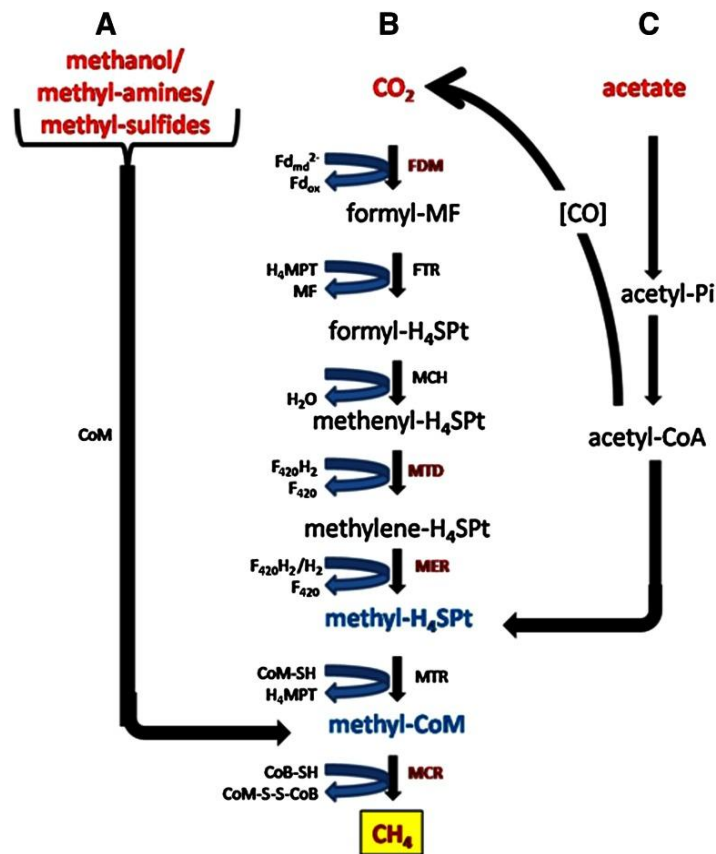 A
B
C
methanol/
methyl-amines/
methyl-sulfides
CO₂
acetate
Fdmd²⁻
Fdox
FDM
formyl-MF
[CO]
H₄MPT
MF
FTR
acetyl-Pi
formyl-H₄SPt
MCH
H₂O
methenyl-H₄SPt
CoM
acetyl-CoA
F₄₂₀H₂
F₄₂₀
MTD
methylene-H₄SPt
F₄₂₀H₂/H₂
F₄₂₀
MER
methyl-H₄SPt
CoM-SH
H₄MPT
MTR
methyl-CoM
CoB-SH
CoM-S-S-CoB
MCR
CH₄